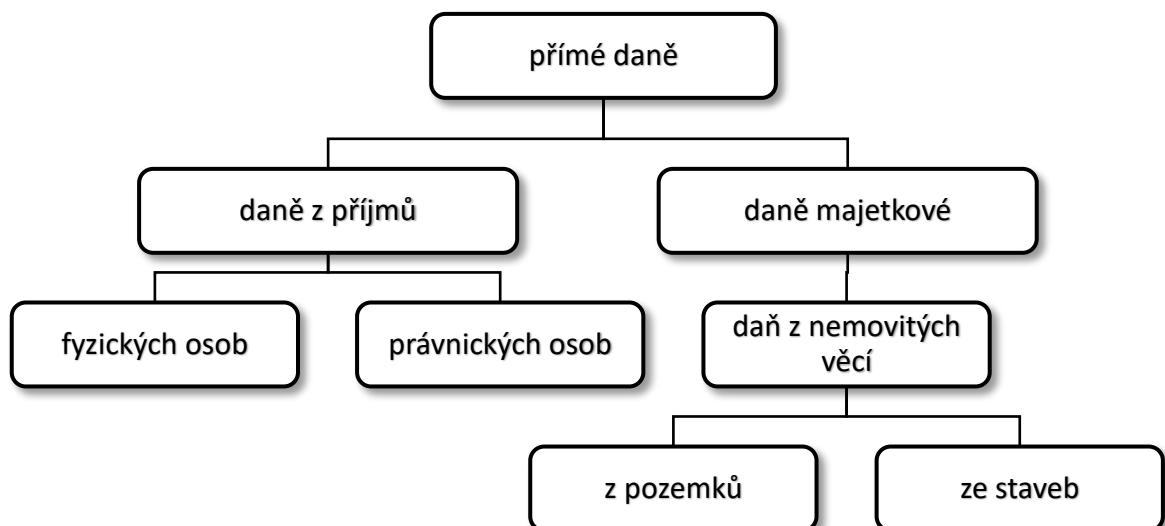 přímé daně
daně z příjmů
daně majetkové
fyzických osob
právnických osob
daň z nemovitých
věcí
z pozemků
ze staveb